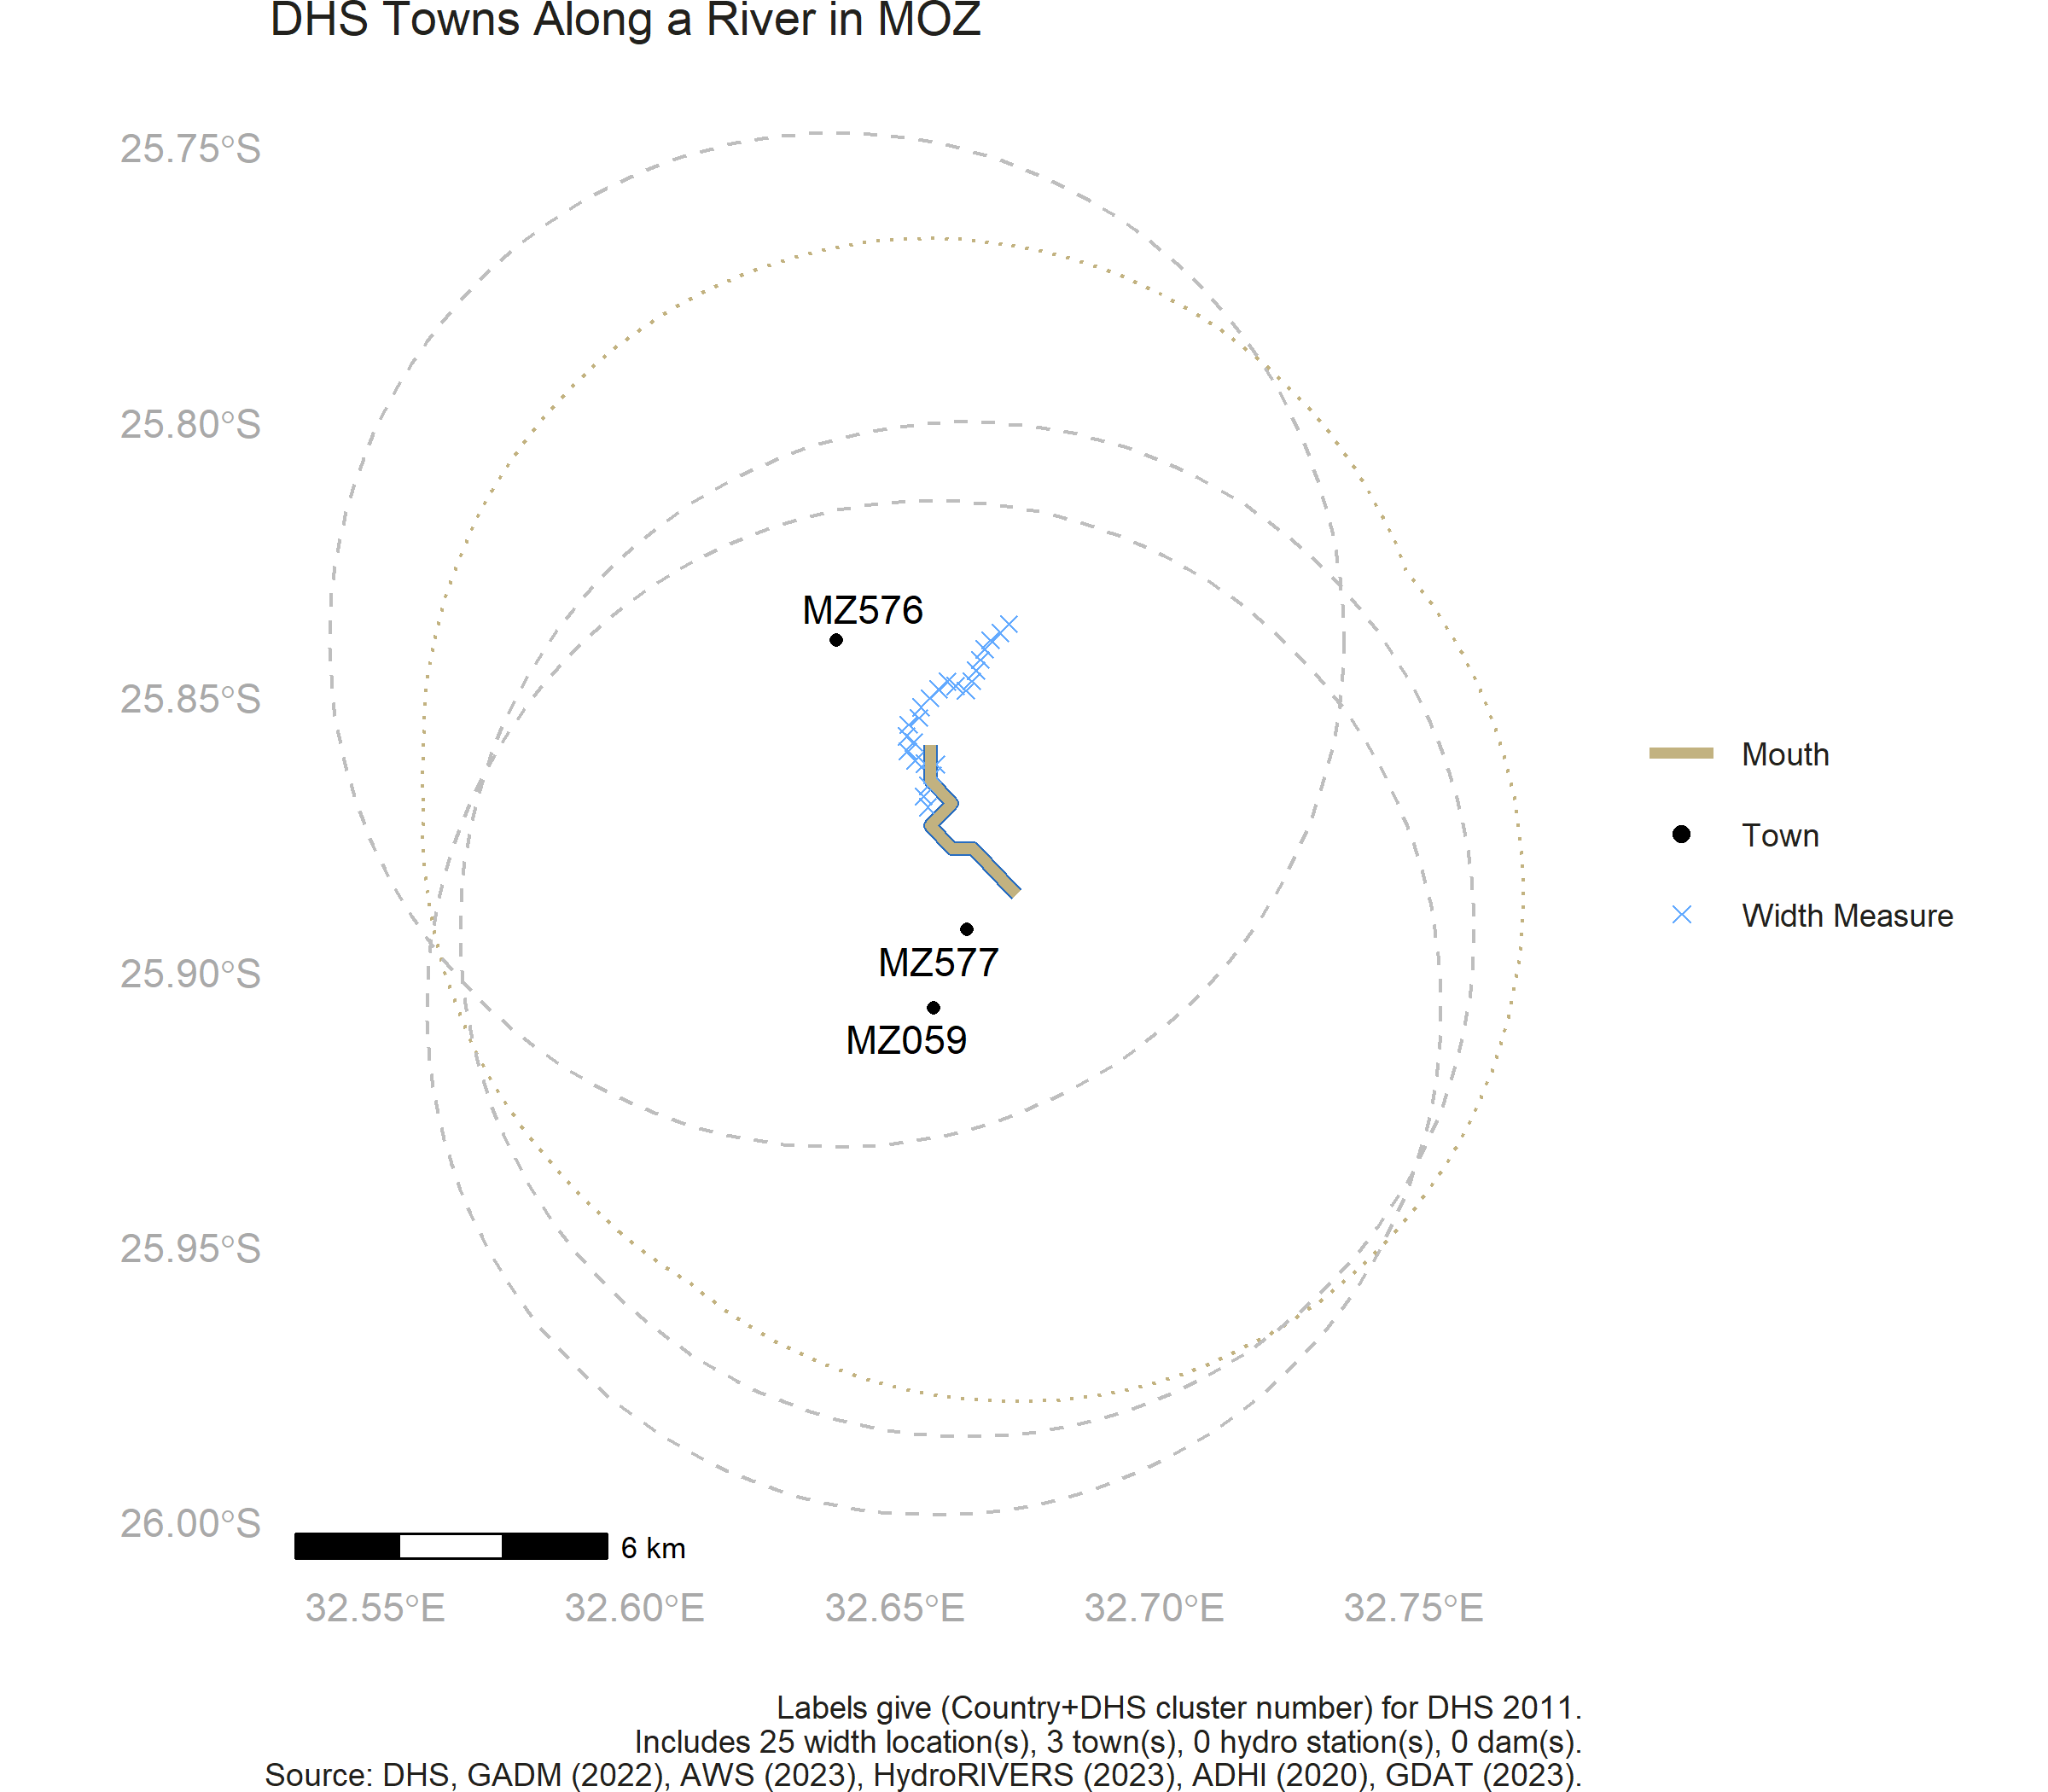 DHS Towns Along a River in MOZ
25.75°S
25.80°S
25.85°S
25.90°S
25.95°S
26.00°S
MZ576
MZ577
MZ059
Mouth
Town
Width Measure
6 km
32.55°E
32.60°E
32.65°E
32.70°E
32.75°E
Labels give (Country+DHS cluster number) for DHS 2011.
Includes 25 width location(s), 3 town(s), 0 hydro station(s), 0 dam(s).
Source: DHS, GADM (2022), AWS (2023), HydroRIVERS (2023), ADHI (2020), GDAT (2023).